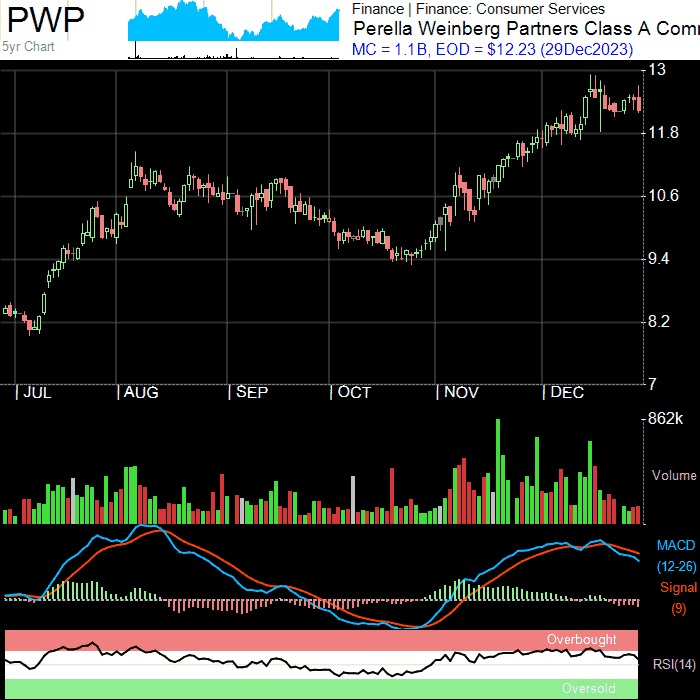 PWP
5yr Chart
Finance | Finance: Consumer Services
Perella Weinberg Partners Class A Com
MC = 1.1B, EOD = $12.23 (29Dec2023)
13
11.8
10.6
9.4
8.2
7
| JUL | AUG | SEP | OCT | NOV | DEC
862k
Volume
MACD
(12-26)
Signal
(9)
Overbought
RSI(14)
Oversold